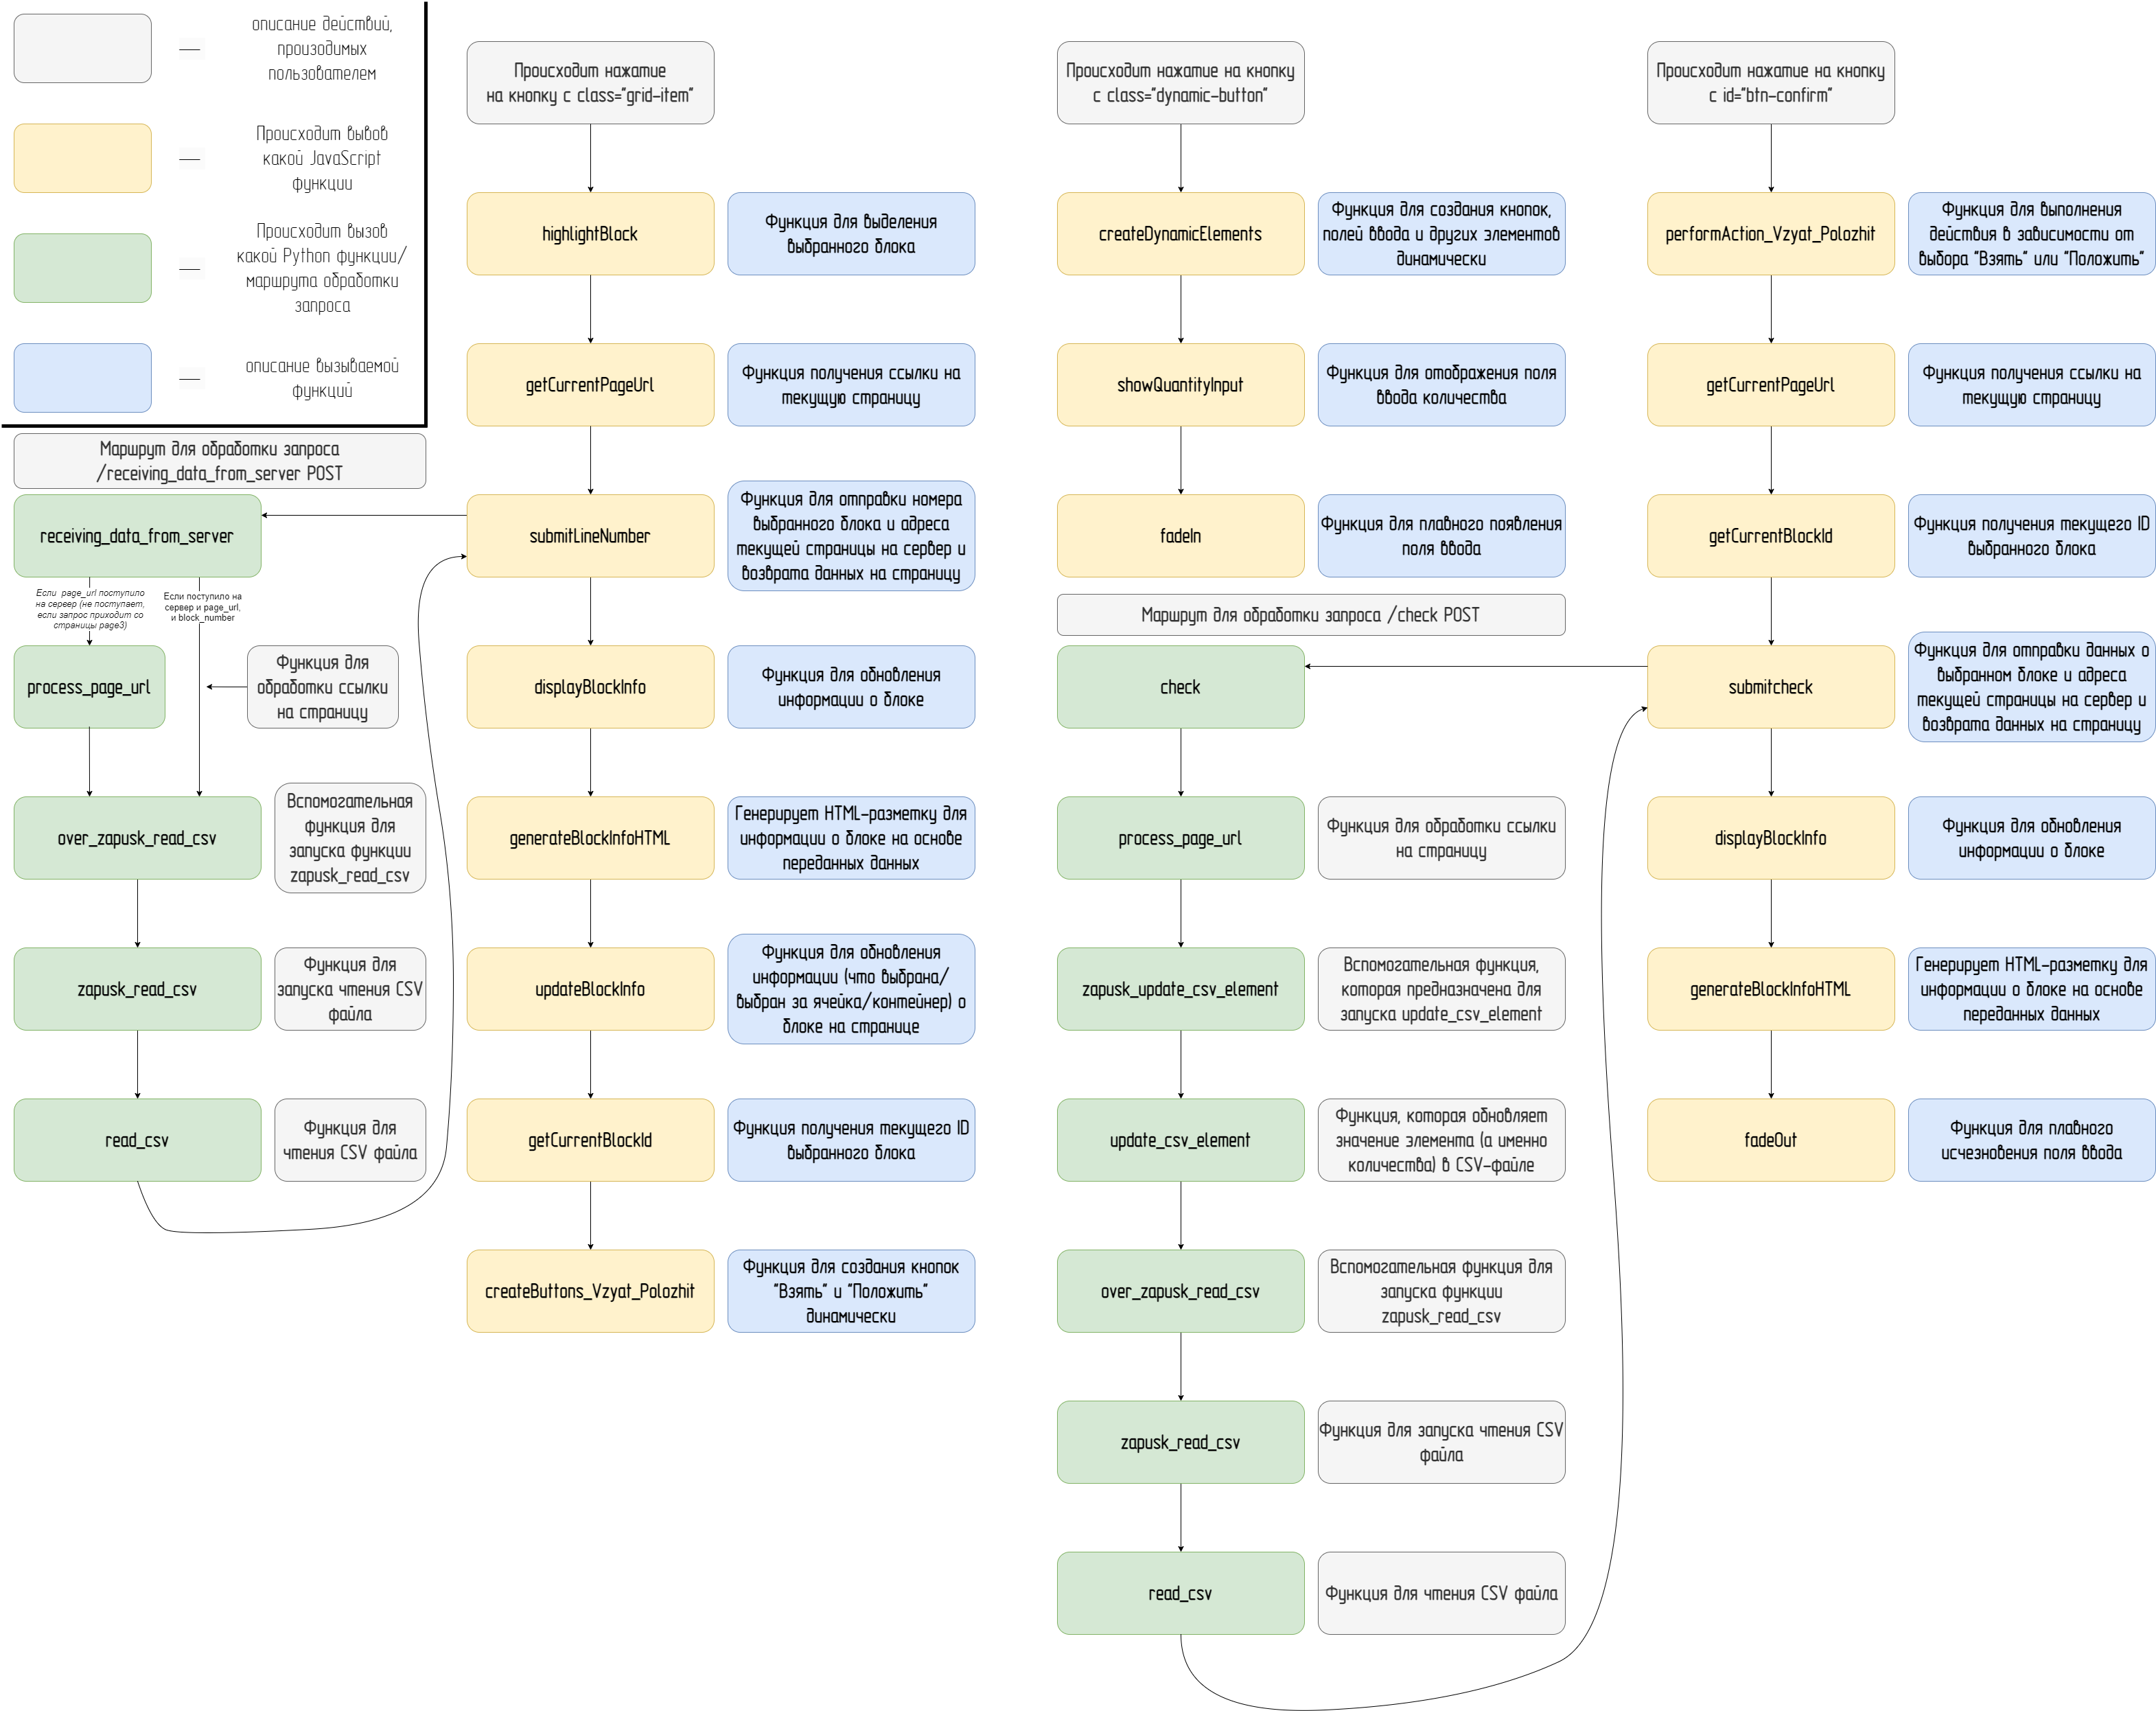 описание действий,
произодимых
пользователем
—
Происходит вывов
какой JavaScript
функции
—
Происходит вызов
какой Python функции/
маршрута обработки
запроса
—
описание вызываемой
функций
—
Маршрут для обработки запроса
/receiving_data_from_server POST
receiving_data_from_server
Если page_url поступило
на сервер (не поступает,
если запрос приходит со
страницы page3)
Если поступило на
сервер и page_url,
и block_number
process_page_url
Функция для
обработки ссылки
на страницу
over_zapusk_read_csv
Вспомогательная
функция для
запуска функции
zapusk_read_csv
zapusk_read_csv
Функция для
запуска чтения CSV
файла
read_csv
Функция для
чтения CSV файла
Происходит нажатие
на кнопку с class="grid-item"
highlightBlock
Функция для выделения
выбранного блока
getCurrentPageUrl
Функция получения ссылки на
текущую страницу
submitLineNumber
Функция для отправки номера
выбранного блока и адреса
текущей страницы на сервер и
возврата данных на страницу
displayBlockInfo
Функция для обновления
информации о блоке
generateBlockInfoHTML
Генерирует HTML-разметку для
информации о блоке на основе
переданных данных
updateBlockInfo
Функция для обновления
информации (что выбрана/
выбран за ячейка/контейнер) о
блоке на странице
getCurrentBlockId
Функция получения текущего ID
выбранного блока
createButtons_Vzyat_Polozhit
Функция для создания кнопок
"Взять" и "Положить"
динамически
Происходит нажатие на кнопку
с class="dynamic-button"
createDynamicElements
Функция для создания кнопок,
полей ввода и других элементов
динамически
showQuantityInput
Функция для отображения поля
ввода количества
fadeIn
Функция для плавного появления
поля ввода
Маршрут для обработки запроса /check POST
check
process_page_url
Функция для обработки ссылки
на страницу
zapusk_update_csv_element
Вспомогательная функция,
которая предназначена для
запуска update_csv_element
update_csv_element
Функция, которая обновляет
значение элемента (а именно
количества) в CSV-файле
over_zapusk_read_csv
Вспомогательная функция для
запуска функции
zapusk_read_csv
zapusk_read_csv
Функция для запуска чтения CSV
файла
read_csv
Функция для чтения CSV файла
Происходит нажатие на кнопку
с id="btn-confirm"
performAction_Vzyat_Polozhit
Функция для выполнения
действия в зависимости от
выбора "Взять" или "Положить"
getCurrentPageUrl
Функция получения ссылки на
текущую страницу
getCurrentBlockId
Функция получения текущего ID
выбранного блока
submitcheck
Функция для отправки данных о
выбранном блоке и адреса
текущей страницы на сервер и
возврата данных на страницу
displayBlockInfo
Функция для обновления
информации о блоке
generateBlockInfoHTML
Генерирует HTML-разметку для
информации о блоке на основе
переданных данных
fadeOut
Функция для плавного
исчезновения поля ввода